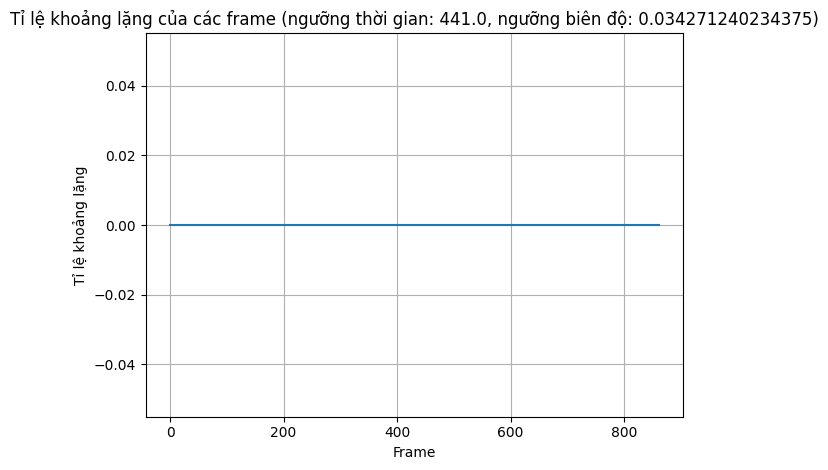 Tỉ lệ khoảng lặng của các frame (ngưỡng thời gian: 441.0, ngưỡng biên độ: 0.034271240234375)
0.04
0.02
0.00
−0.02
−0.04
Tỉ lệ khoảng lặng
0 200 400 600 800
Frame